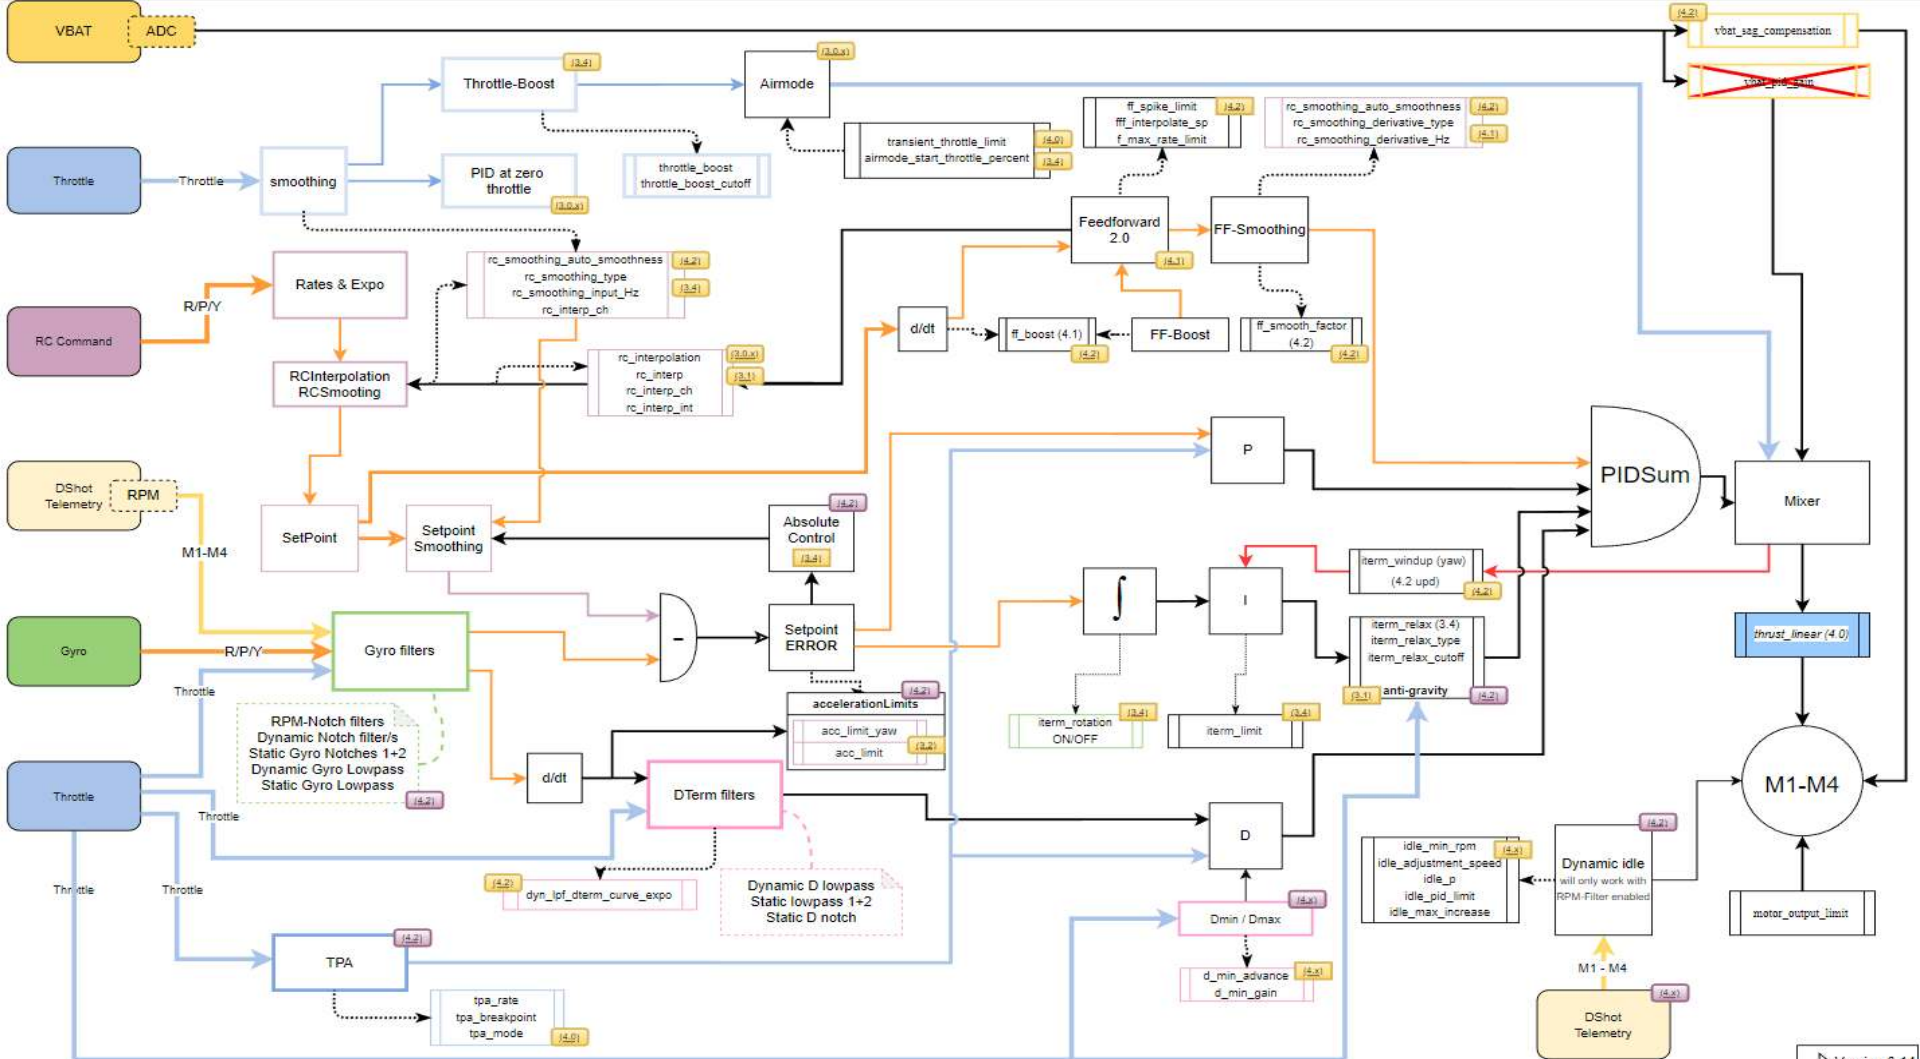 VBAT
ADC
(4.2)
vbat_sag_compensation
vbat_pid_gain
Throttle-Boost
(3.4)
Airmode
(3.0.x)
ff_spike_limit
fff_interpolate_sp
f_max_rate_limit
(4.2)
rc_smoothing_auto_smoothness
rc_smoothing_derivative_type
rc_smoothing_derivative_Hz
(4.2)
(4.1)
transient_throttle_limit
airmode_start_throttle_percent
(4.0)
(3.4)
Throttle
Throttle
smoothing
PID at zero
throttle
(3.0.x)
throttle_boost
throttle_boost_cutoff
Feedforward
2.0
(4.1)
FF-Smoothing
Rates & Expo
R/P/Y
rc_smoothing_auto_smoothness
rc_smoothing_type
rc_smoothing_input_Hz
rc_interp_ch
(4.2)
(3.4)
RC Command
d/dt
ff_boost (4.1)
(4.2)
FF-Boost
ff_smooth_factor
(4.2)
(4.2)
RCInterpolation
RCSmooting
rc_interpolation
rc_interp
rc_interp_ch
rc_interp_int
(3.0.x)
(3.1)
P
PIDSum
Mixer
DShot
Telemetry
RPM
M1-M4
SetPoint
Setpoint
Smoothing
(4.2)
Absolute
Control
(3.4)
iterm_windup (yaw)
(4.2 upd)
(4.2)
∫
I
-
Setpoint
ERROR
iterm_relax (3.4)
iterm_relax_type
iterm_relax_cutoff
(3.1)
anti-gravity
(4.2)
thrust_linear (4.0)
Gyro
R/P/Y
Gyro filters
Throttle
(4.2)
accelerationLimits
acc_limit_yaw
acc_limit
(3.2)
iterm_rotation
ON/OFF
(3.4)
iterm_limit
(3.4)
RPM-Notch filters
Dynamic Notch filter/s
Static Gyro Notches 1+2
Dynamic Gyro Lowpass
Static Gyro Lowpass
(4.2)
d/dt
DTerm filters
M1-M4
Throttle
Throttle
D
idle_min_rpm
idle_adjustment_speed
idle_p
idle_pid_limit
idle_max_increase
(4.x)
(4.2)
Dynamic idle
will only work with
RPM-Filter enabled
Throttle
Throttle
(4.2)
dyn_lpf_dterm_curve_expo
Dynamic D lowpass
Static lowpass 1+2
Static D notch
Dmin / Dmax
(4.x)
motor_output_limit
TPA
(4.2)
d_min_advance
d_min_gain
(4.x)
M1 - M4
tpa_rate
tpa_breakpoint
tpa_mode
(4.0)
DShot
Telemetry
(4.x)